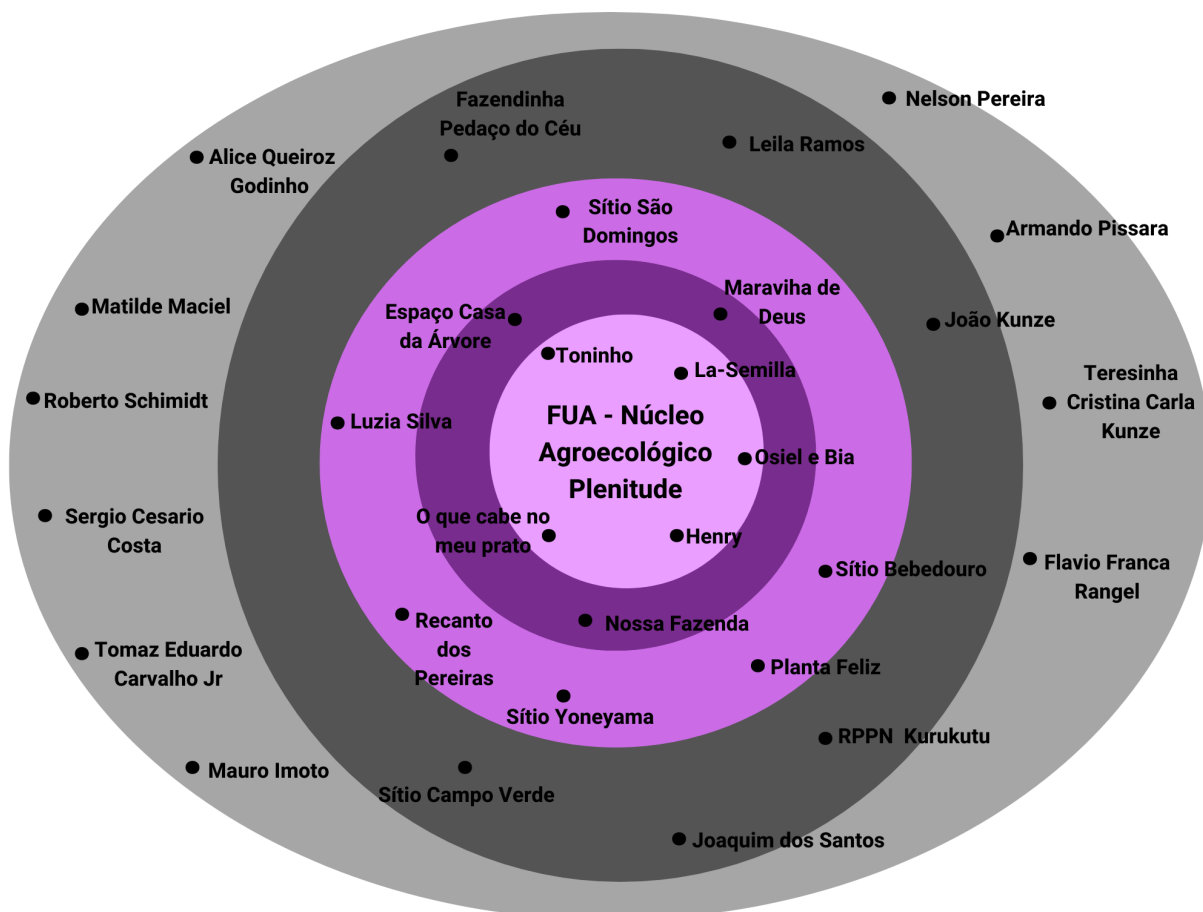 Fazendinha
Pedaço do Céu
Nelson Pereira
Leila Ramos
Alice Queiroz
Godinho
Sítio São
Domingos
Armando Pissara
Matilde Maciel
Espaço Casa
da Árvore
Maraviha de
Deus
João Kunze
Toninho
La-Semilla
Teresinha
Cristina Carla
Kunze
Roberto Schimidt
Luzia Silva
FUA - Núcleo
Agroecológico
Plenitude
Osiel e Bia
Sergio Cesario
Costa
O que cabe no
meu prato
Henry
Sítio Bebedouro
Flavio Franca
Rangel
Recanto
dos
Pereiras
Nossa Fazenda
Tomaz Eduardo
Carvalho Jr
Planta Feliz
Sítio Yoneyama
RPPN Kurukutu
Mauro Imoto
Sítio Campo Verde
Joaquim dos Santos